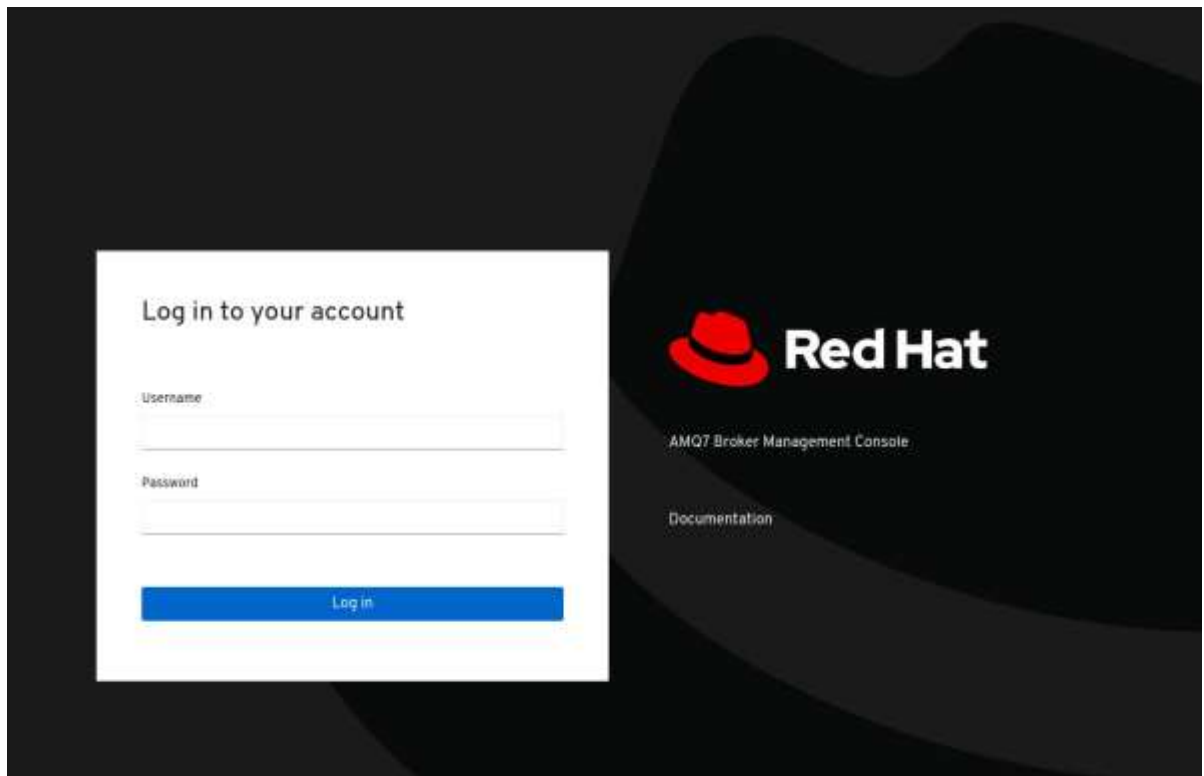 Log in to your account
Username
Password
Log in
Red Hat
AMQ7 Broker Management Console
Documentation